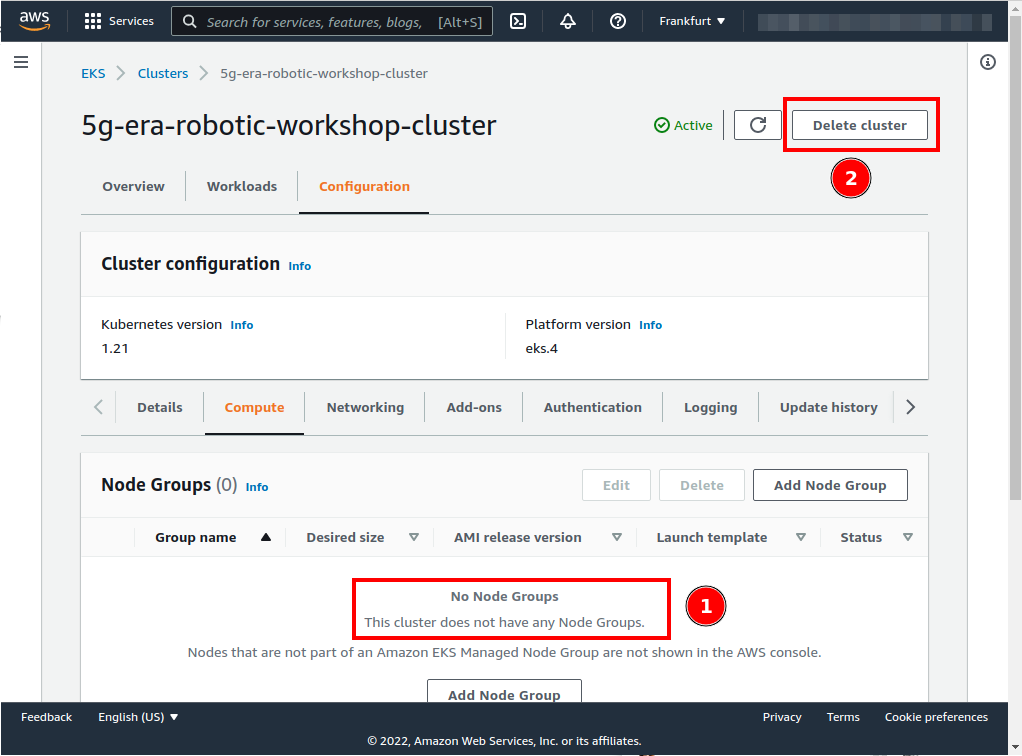 aws Services Search for services, features, blogs, [Alt+S] Frankfurt
EKS Clusters 5g-era-robotic-workshop-cluster
5g-era-robotic-workshop-cluster Active Delete cluster
2
Overview Workloads Configuration
Cluster configuration Info
Kubernetes version Info Platform version Info
1.21 eks.4
Details Compute Networking Add-ons Authentication Logging Update history
Node Groups (0) Info Edit Delete Add Node Group
Group name Desired size AMI release version Launch template Status
No Node Groups
1
This cluster does not have any Node Groups.
Nodes that are not part of an Amazon EKS Managed Node Group are not shown in the AWS console.
Add Node Group
Feedback English (US) Privacy Terms Cookie preferences
© 2022, Amazon Web Services, Inc. or its affiliates.